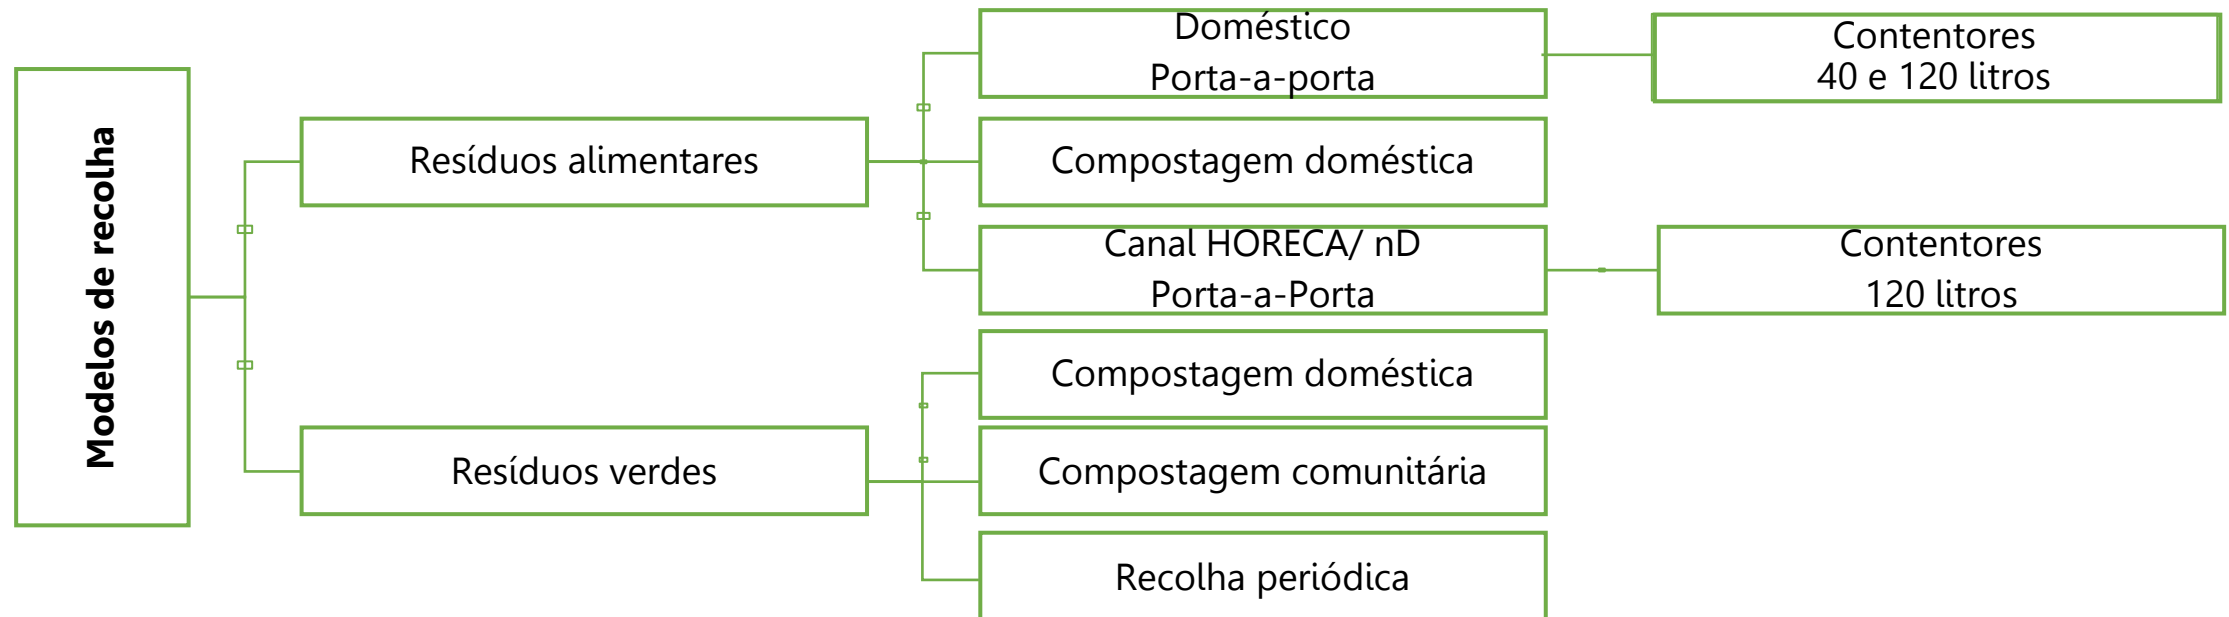 Modelos de recolha
Resíduos alimentares
Doméstico
Porta-a-porta
Contentores
40 e 120 litros
Compostagem doméstica
Canal HORECA/ nD
Porta-a-Porta
Contentores
120 litros
Resíduos verdes
Compostagem doméstica
Compostagem comunitária
Recolha periódica